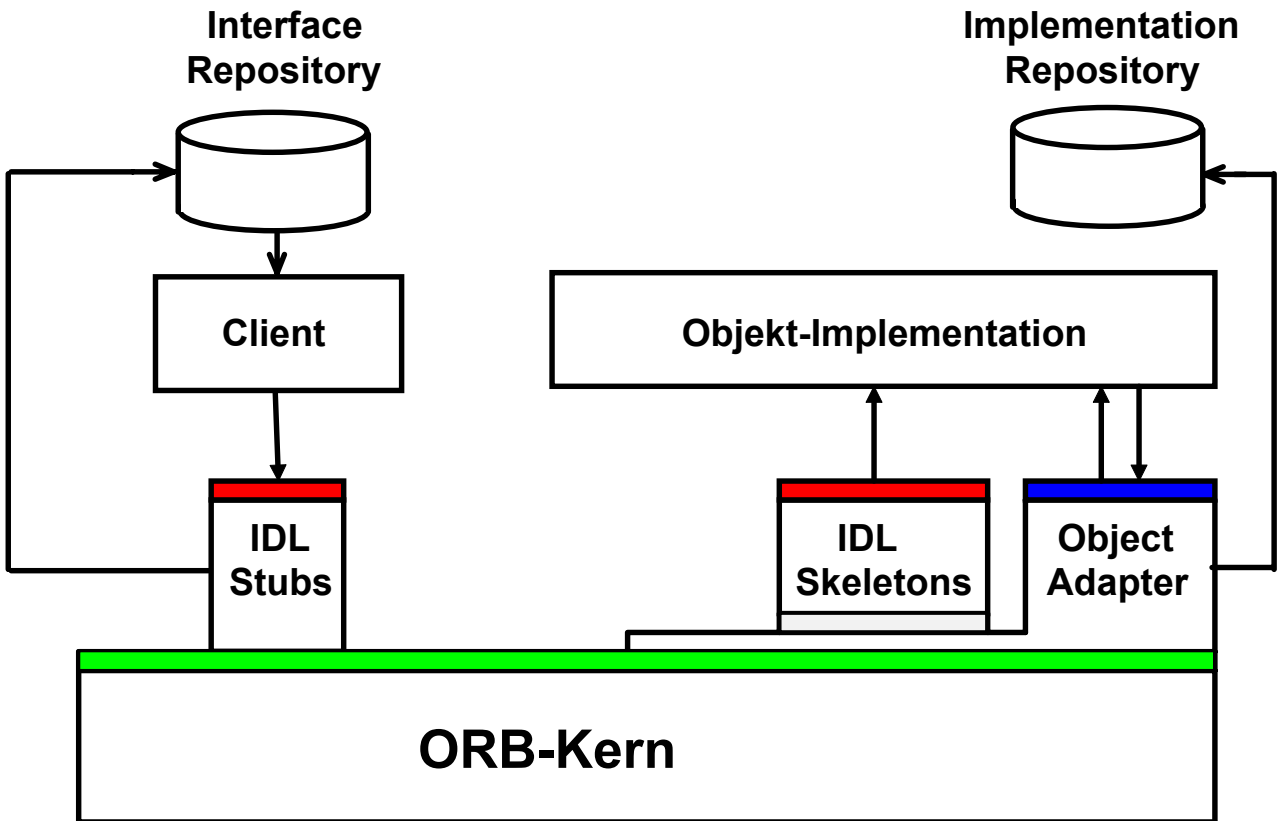 Interface
Repository
Implementation
Repository
Client
Objekt-Implementation
IDL
Stubs
IDL
Skeletons
Object
Adapter
ORB-Kern